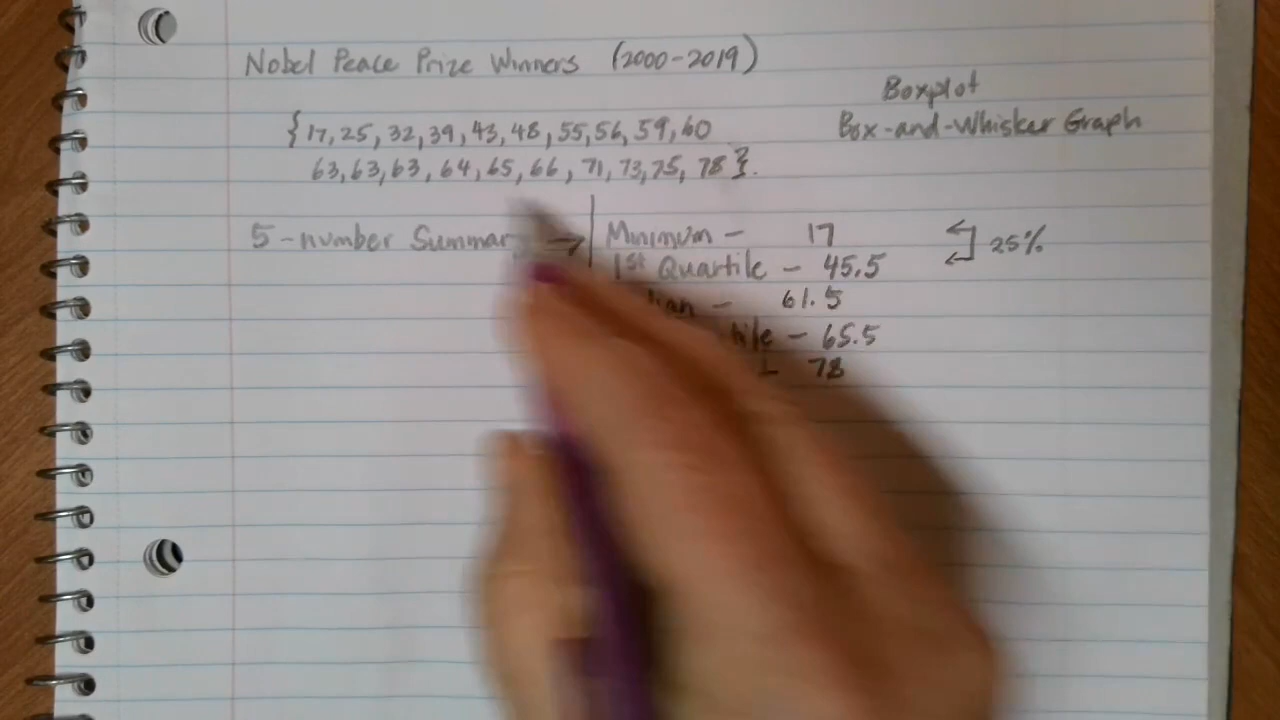 Nobel Peace Prize Winners (2000-2019)
Boxplot
Box-and-Whisker Graph
{17, 25, 32, 39, 43, 48, 55, 56, 59, 60
63, 63, 63, 64, 65, 66, 71, 73, 75, 78}.
5-number Summary →
Minimum - 17
1st Quartile - 45.5
25%
- 61.5
- 65.5
78